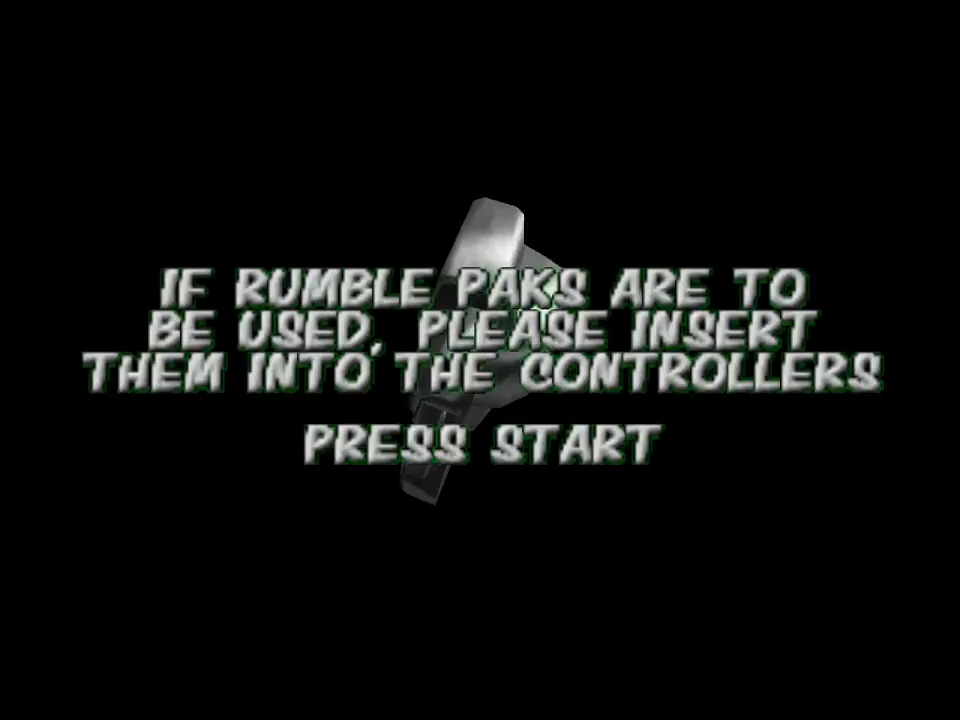 IF RUMBLE PAKS ARE TO
BE USED, PLEASE INSERT
THEM INTO THE CONTROLLERS
PRESS START